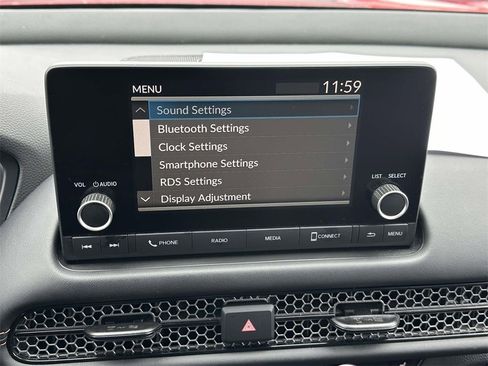 MENU 11:59
Sound Settings
Bluetooth Settings
Clock Settings
Smartphone Settings
RDS Settings
Display Adjustment
VOL AUDIO
LIST SELECT
PHONE RADIO MEDIA CONNECT MENU